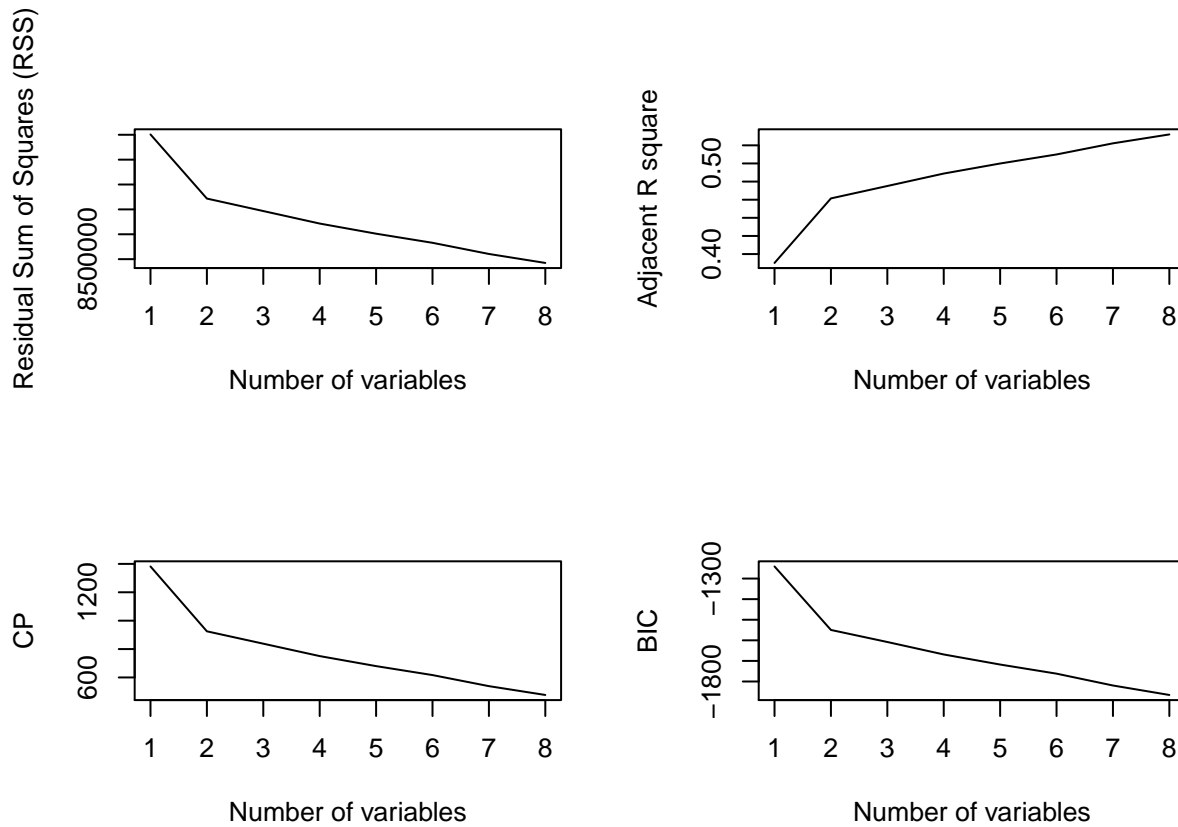 Residual Sum of Squares (RSS)
8500000
1 2 3 4 5 6 7 8
Number of variables
Adjacent R square
0.50
0.40
1 2 3 4 5 6 7 8
Number of variables
CP
1200
600
1 2 3 4 5 6 7 8
Number of variables
BIC
−1300
−1800
1 2 3 4 5 6 7 8
Number of variables